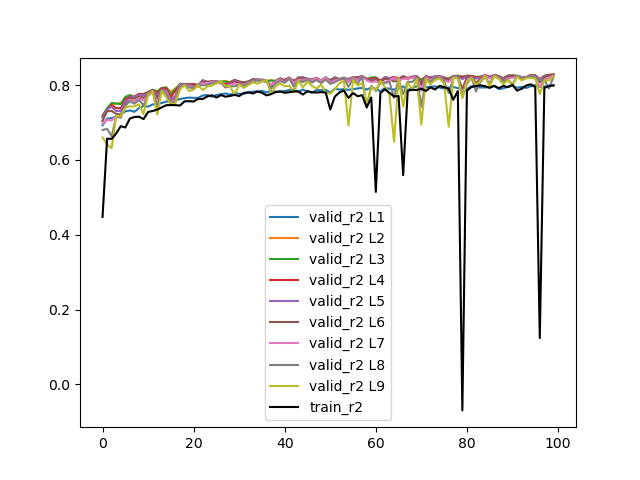 0.8
0.6
0.4
0.2
0.0
0
20
40
60
80
100
valid_r2 L1
valid_r2 L2
valid_r2 L3
valid_r2 L4
valid_r2 L5
valid_r2 L6
valid_r2 L7
valid_r2 L8
valid_r2 L9
train_r2